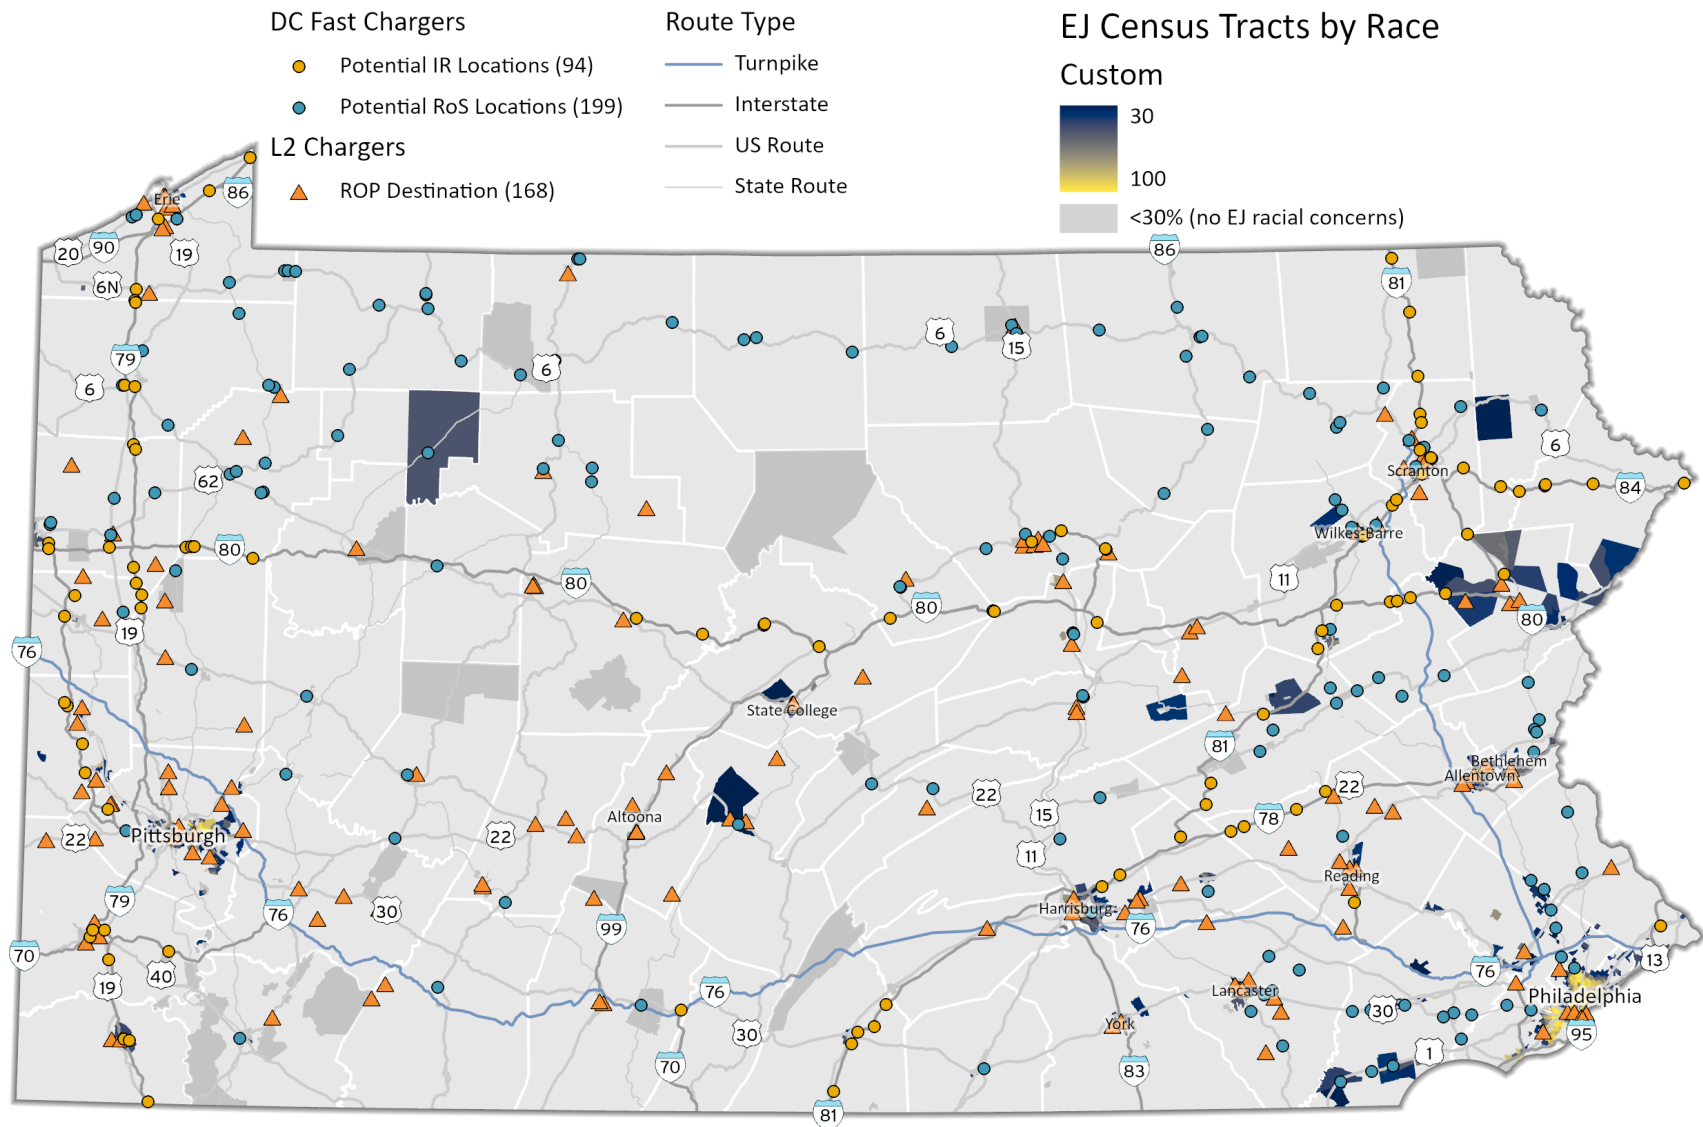 DC Fast Chargers
Potential IR Locations (94)
Potential RoS Locations (199)
L2 Chargers
ROP Destination (168)
Route Type
Turnpike
Interstate
US Route
State Route
EJ Census Tracts by Race
Custom
30
100
<30% (no EJ racial concerns)
Erie
86
20
90
19
6N
86
81
79
6
6
6
15
6
62
Scranton
84
80
Wilkes-Barre
80
11
80
80
19
76
State College
81
Bethlehem
Allentown
22
22
15
78
Altoona
Pittsburgh
22
22
11
Reading
79
30
76
99
Harrisburg
76
70
40
19
76
76
13
Lancaster
Philadelphia
30
30
York
95
1
70
83
81